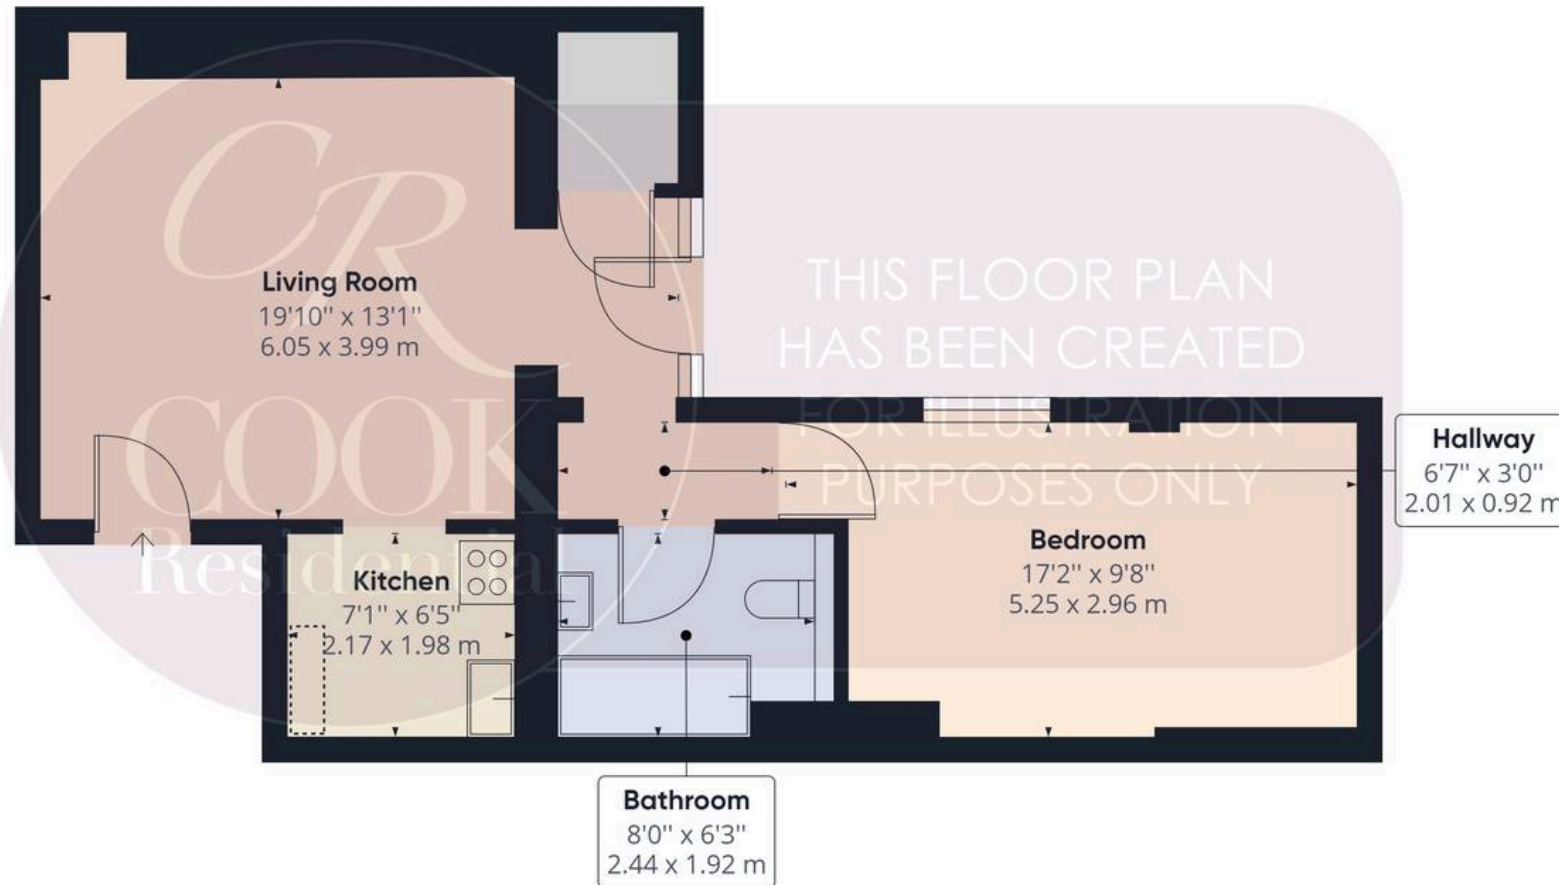 CR
COOK
Residential
THIS FLOOR PLAN
HAS BEEN CREATED
FOR ILLUSTRATION
PURPOSES ONLY
Living Room
19'10'' x 13'1''
6.05 x 3.99 m
Kitchen
7'1'' x 6'5''
2.17 x 1.98 m
Bedroom
17'2'' x 9'8''
5.25 x 2.96 m
Hallway
6'7'' x 3'0''
2.01 x 0.92 m
Bathroom
8'0'' x 6'3''
2.44 x 1.92 m